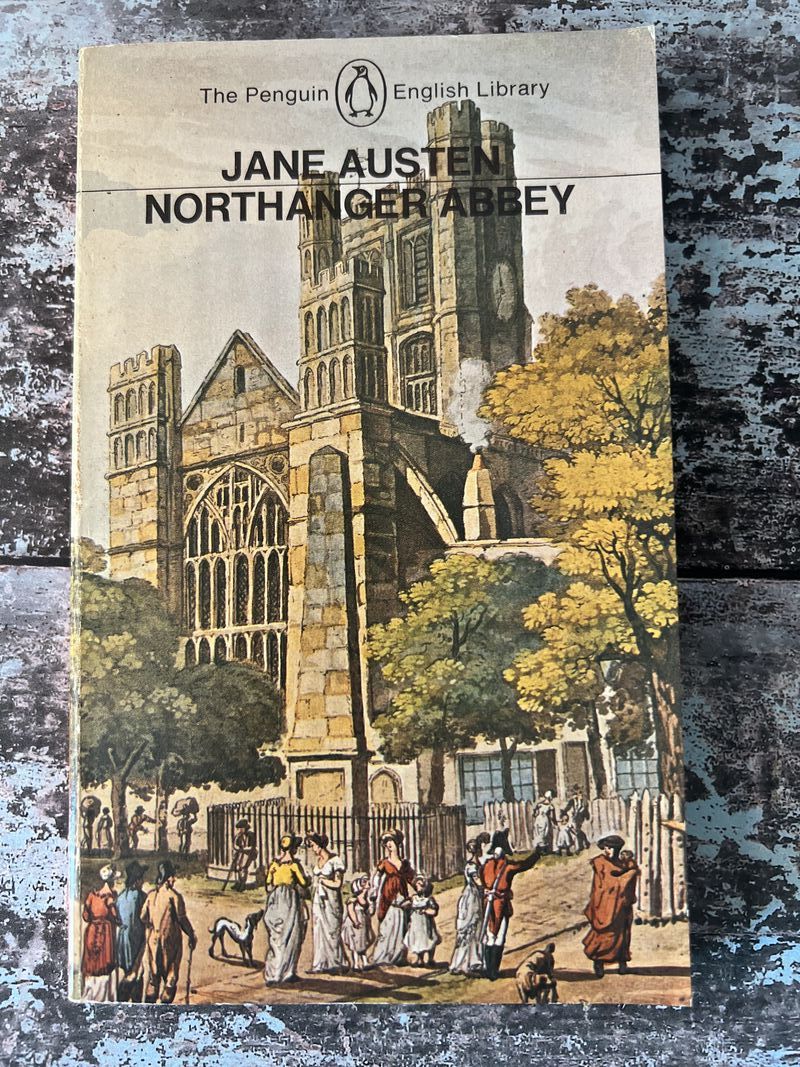 The Penguin English Library
JANE AUSTEN
NORTHANGER ABBEY